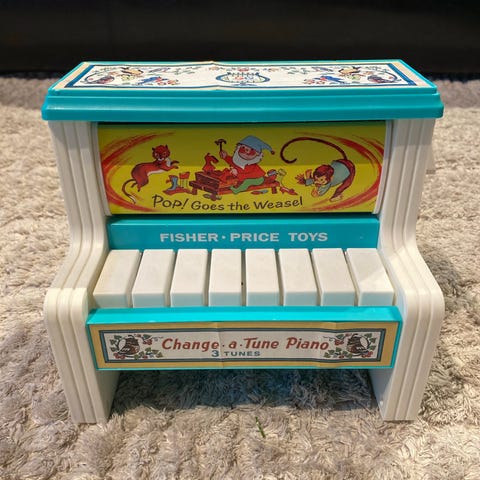 Pop! Goes the Weasel
FISHER · PRICE TOYS
Change · a · Tune Piano
3 TUNES